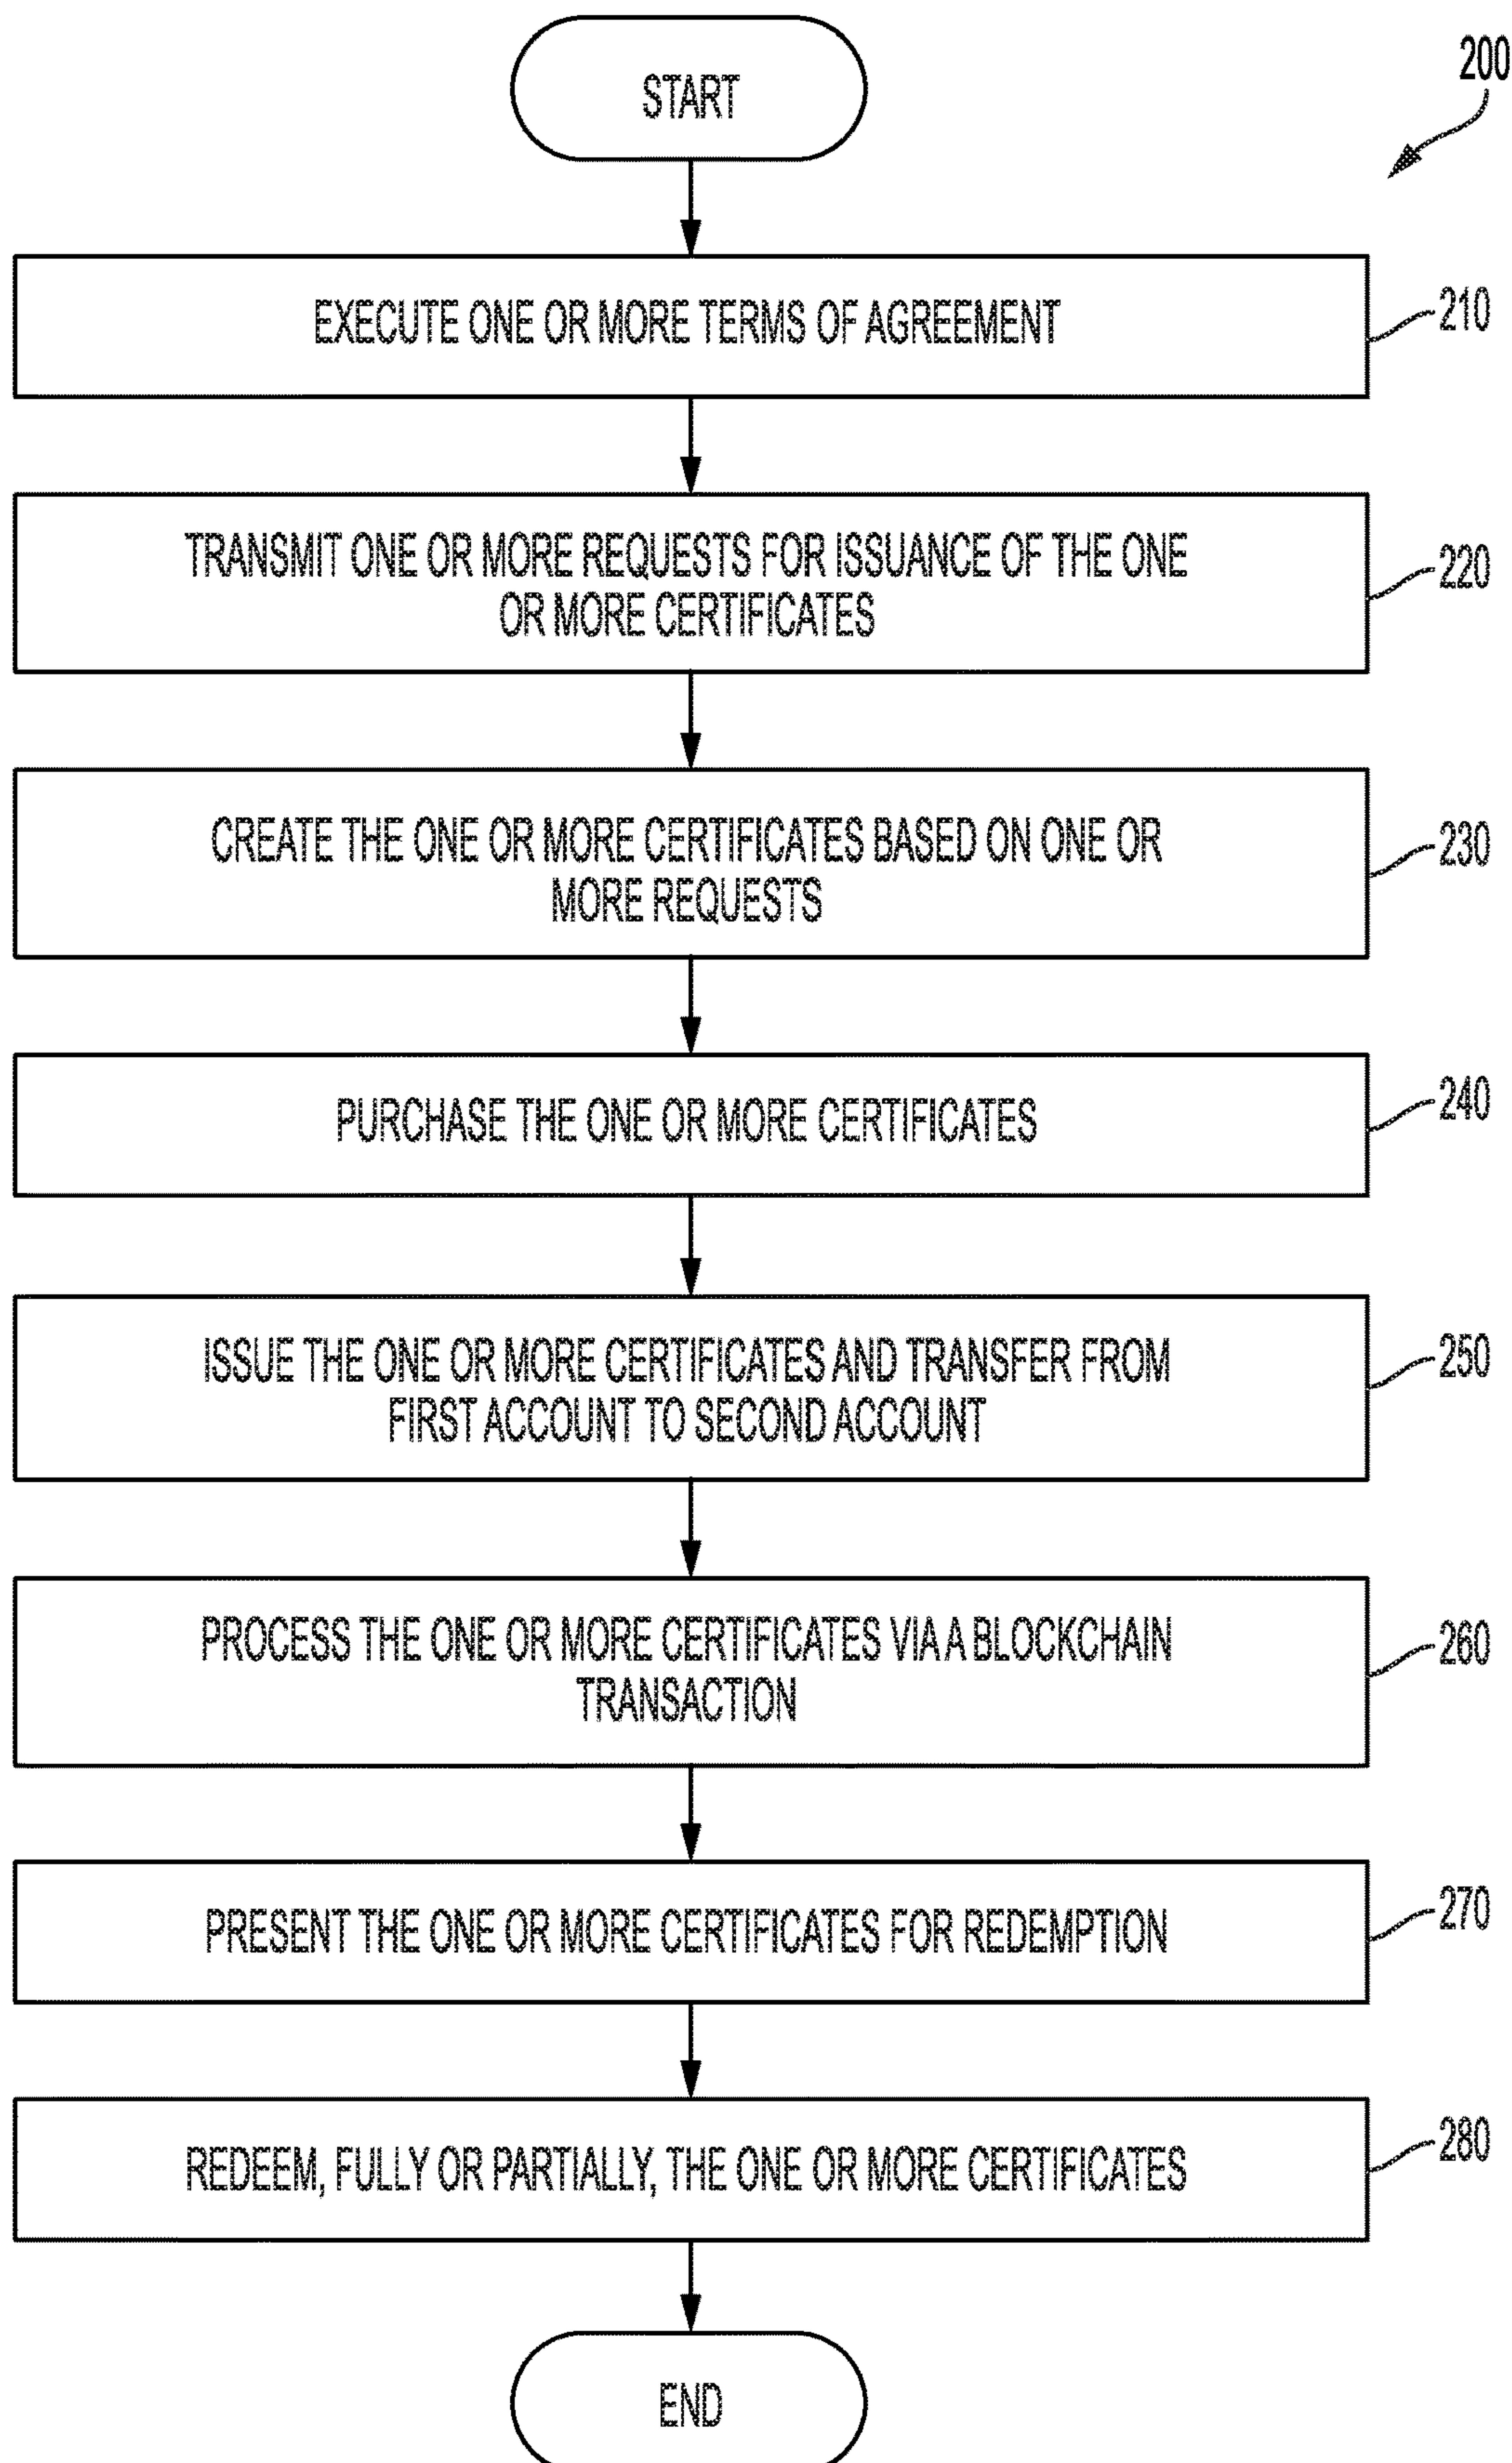 START
200
EXECUTE ONE OR MORE TERMS OF AGREEMENT
210
TRANSMIT ONE OR MORE REQUESTS FOR ISSUANCE OF THE ONE
OR MORE CERTIFICATES
220
CREATE THE ONE OR MORE CERTIFICATES BASED ON ONE OR
MORE REQUESTS
230
PURCHASE THE ONE OR MORE CERTIFICATES
240
ISSUE THE ONE OR MORE CERTIFICATES AND TRANSFER FROM
FIRST ACCOUNT TO SECOND ACCOUNT
250
PROCESS THE ONE OR MORE CERTIFICATES VIA A BLOCKCHAIN
TRANSACTION
260
PRESENT THE ONE OR MORE CERTIFICATES FOR REDEMPTION
270
REDEEM, FULLY OR PARTIALLY, THE ONE OR MORE CERTIFICATES
280
END